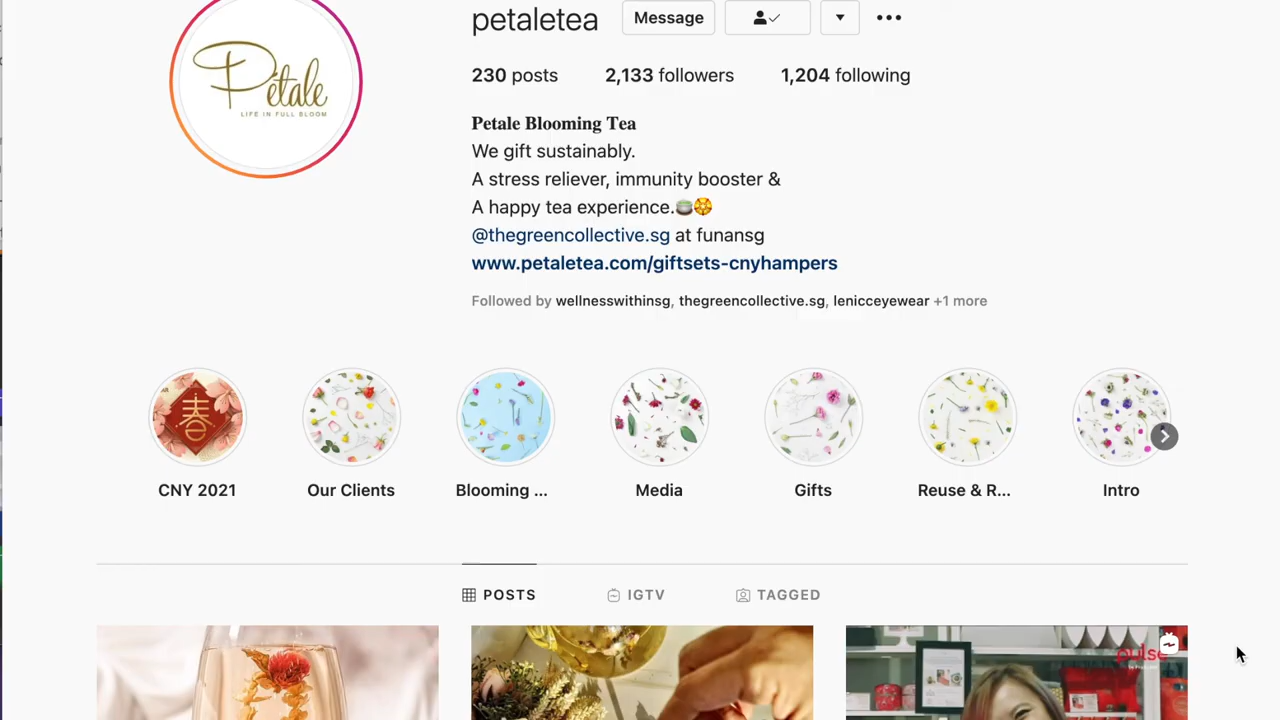 petaletea
Message
Pétale
LIFE IN FULL BLOOM
230 posts
2,133 followers
1,204 following
Petale Blooming Tea
We gift sustainably.
A stress reliever, immunity booster &
A happy tea experience.🍵🏵️
@thegreencollective.sg at funansg
www.petaletea.com/giftsets-cnyhampers
Followed by wellnesswithinsg, thegreencollective.sg, lenicceyewear +1 more
春
CNY 2021
Our Clients
Blooming ...
Media
Gifts
Reuse & R...
Intro
POSTS
IGTV
TAGGED
pulse